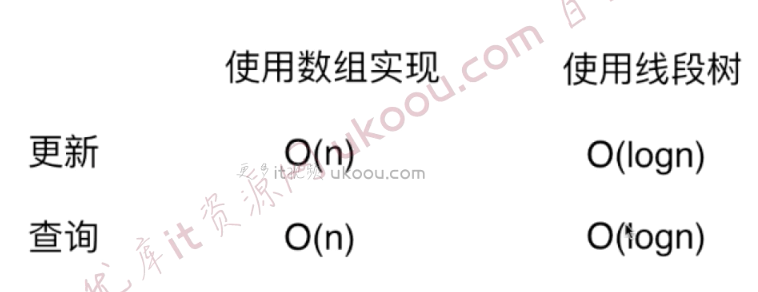 使用数组实现 使用线段树
更新 O(n) O(logn)
查询 O(n) O(logn)
优库it资源网 ukoou.com
ukoou.com